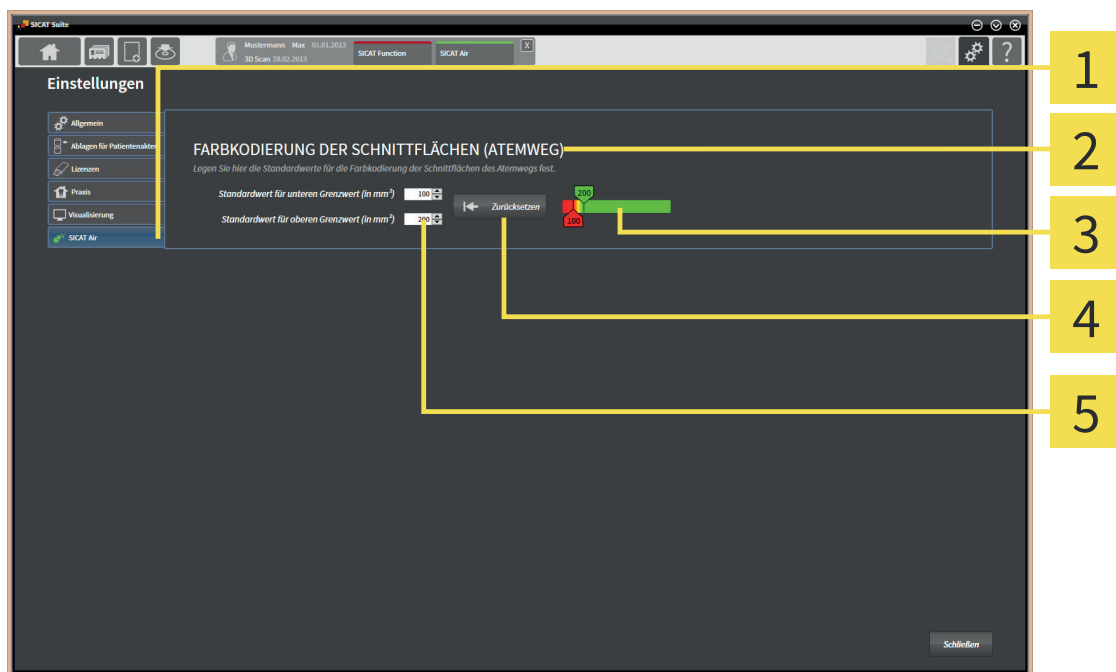 SICAT Suite
Mustermann Max 01.01.2013
3D Scan 28.02.2013
SICAT Function
SICAT Air
X
?
Einstellungen
Allgemein
Ablagen für Patientenakten
Lizenzen
Praxis
Visualisierung
SICAT Air
FARBKODIERUNG DER SCHNITTFLÄCHEN (ATEMWEG)
Legen Sie hier die Standardwerte für die Farbkodierung der Schnittflächen des Atemwegs fest.
Standardwert für unteren Grenzwert (in mm²) 100
Standardwert für oberen Grenzwert (in mm²) 200
Zurücksetzen
200
100
Schließen
1
2
3
4
5